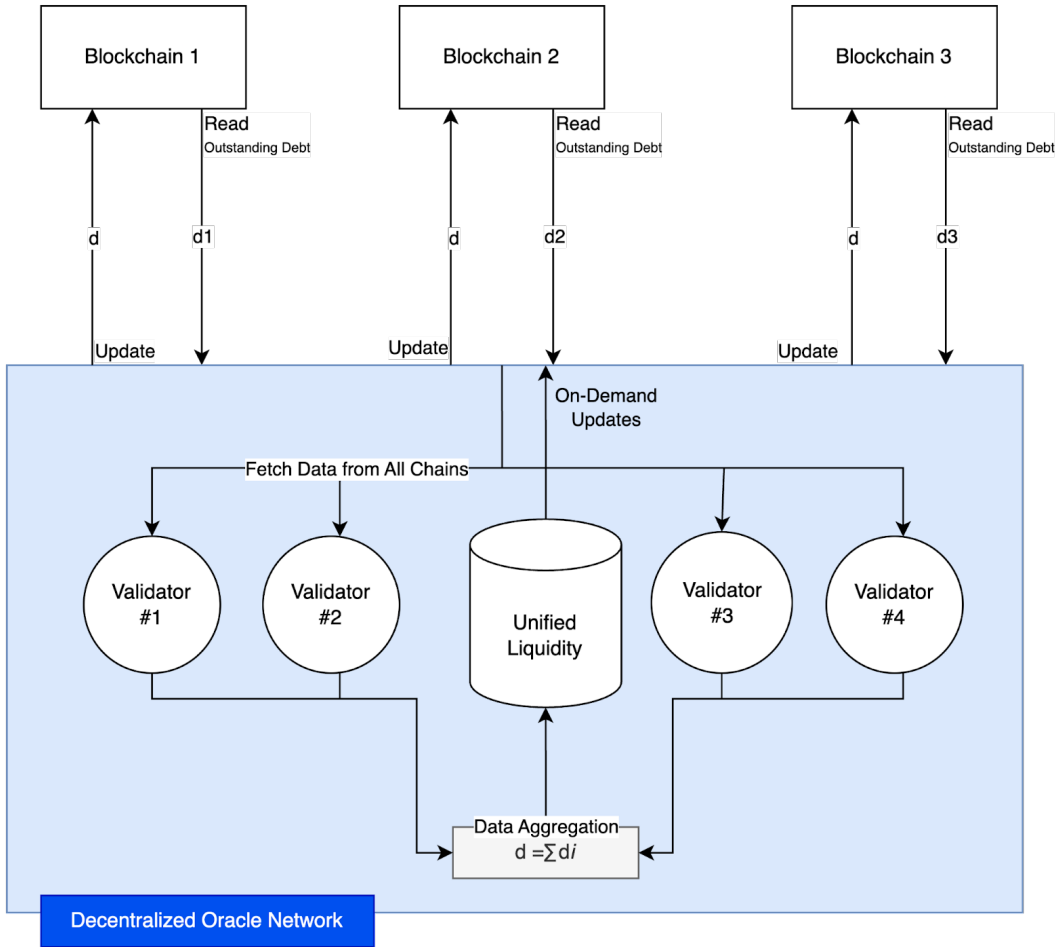 Blockchain 1
Blockchain 2
Blockchain 3
Read
Outstanding Debt
Read
Outstanding Debt
Read
Outstanding Debt
d
d1
d
d2
d
d3
Update
Update
Update
On-Demand
Updates
Fetch Data from All Chains
Validator
#1
Validator
#2
Unified
Liquidity
Validator
#3
Validator
#4
Data Aggregation
d =∑di
Decentralized Oracle Network